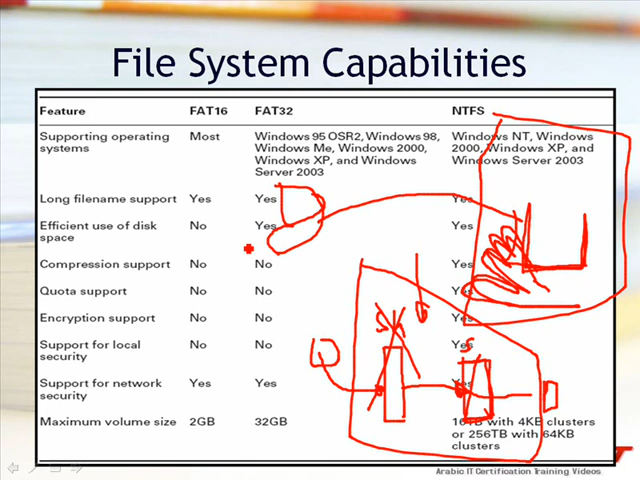 File System Capabilities
Feature FAT16 FAT32 NTFS
Supporting operating Most Windows 95 OSR2, Windows 98, Windows NT, Windows
systems Windows Me, Windows 2000, 2000, Windows XP, and
Windows XP, and Windows Windows Server 2003
Server 2003
Long filename support Yes Yes Yes
Efficient use of disk No Yes Yes
space
Compression support No No Yes
Quota support No No Yes
Encryption support No No Yes
Support for local No No Yes
security
Support for network Yes Yes Yes
security
Maximum volume size 2GB 32GB 16TB with 4KB clusters
or 256TB with 64KB
clusters
Arabic IT Certification Training Videos